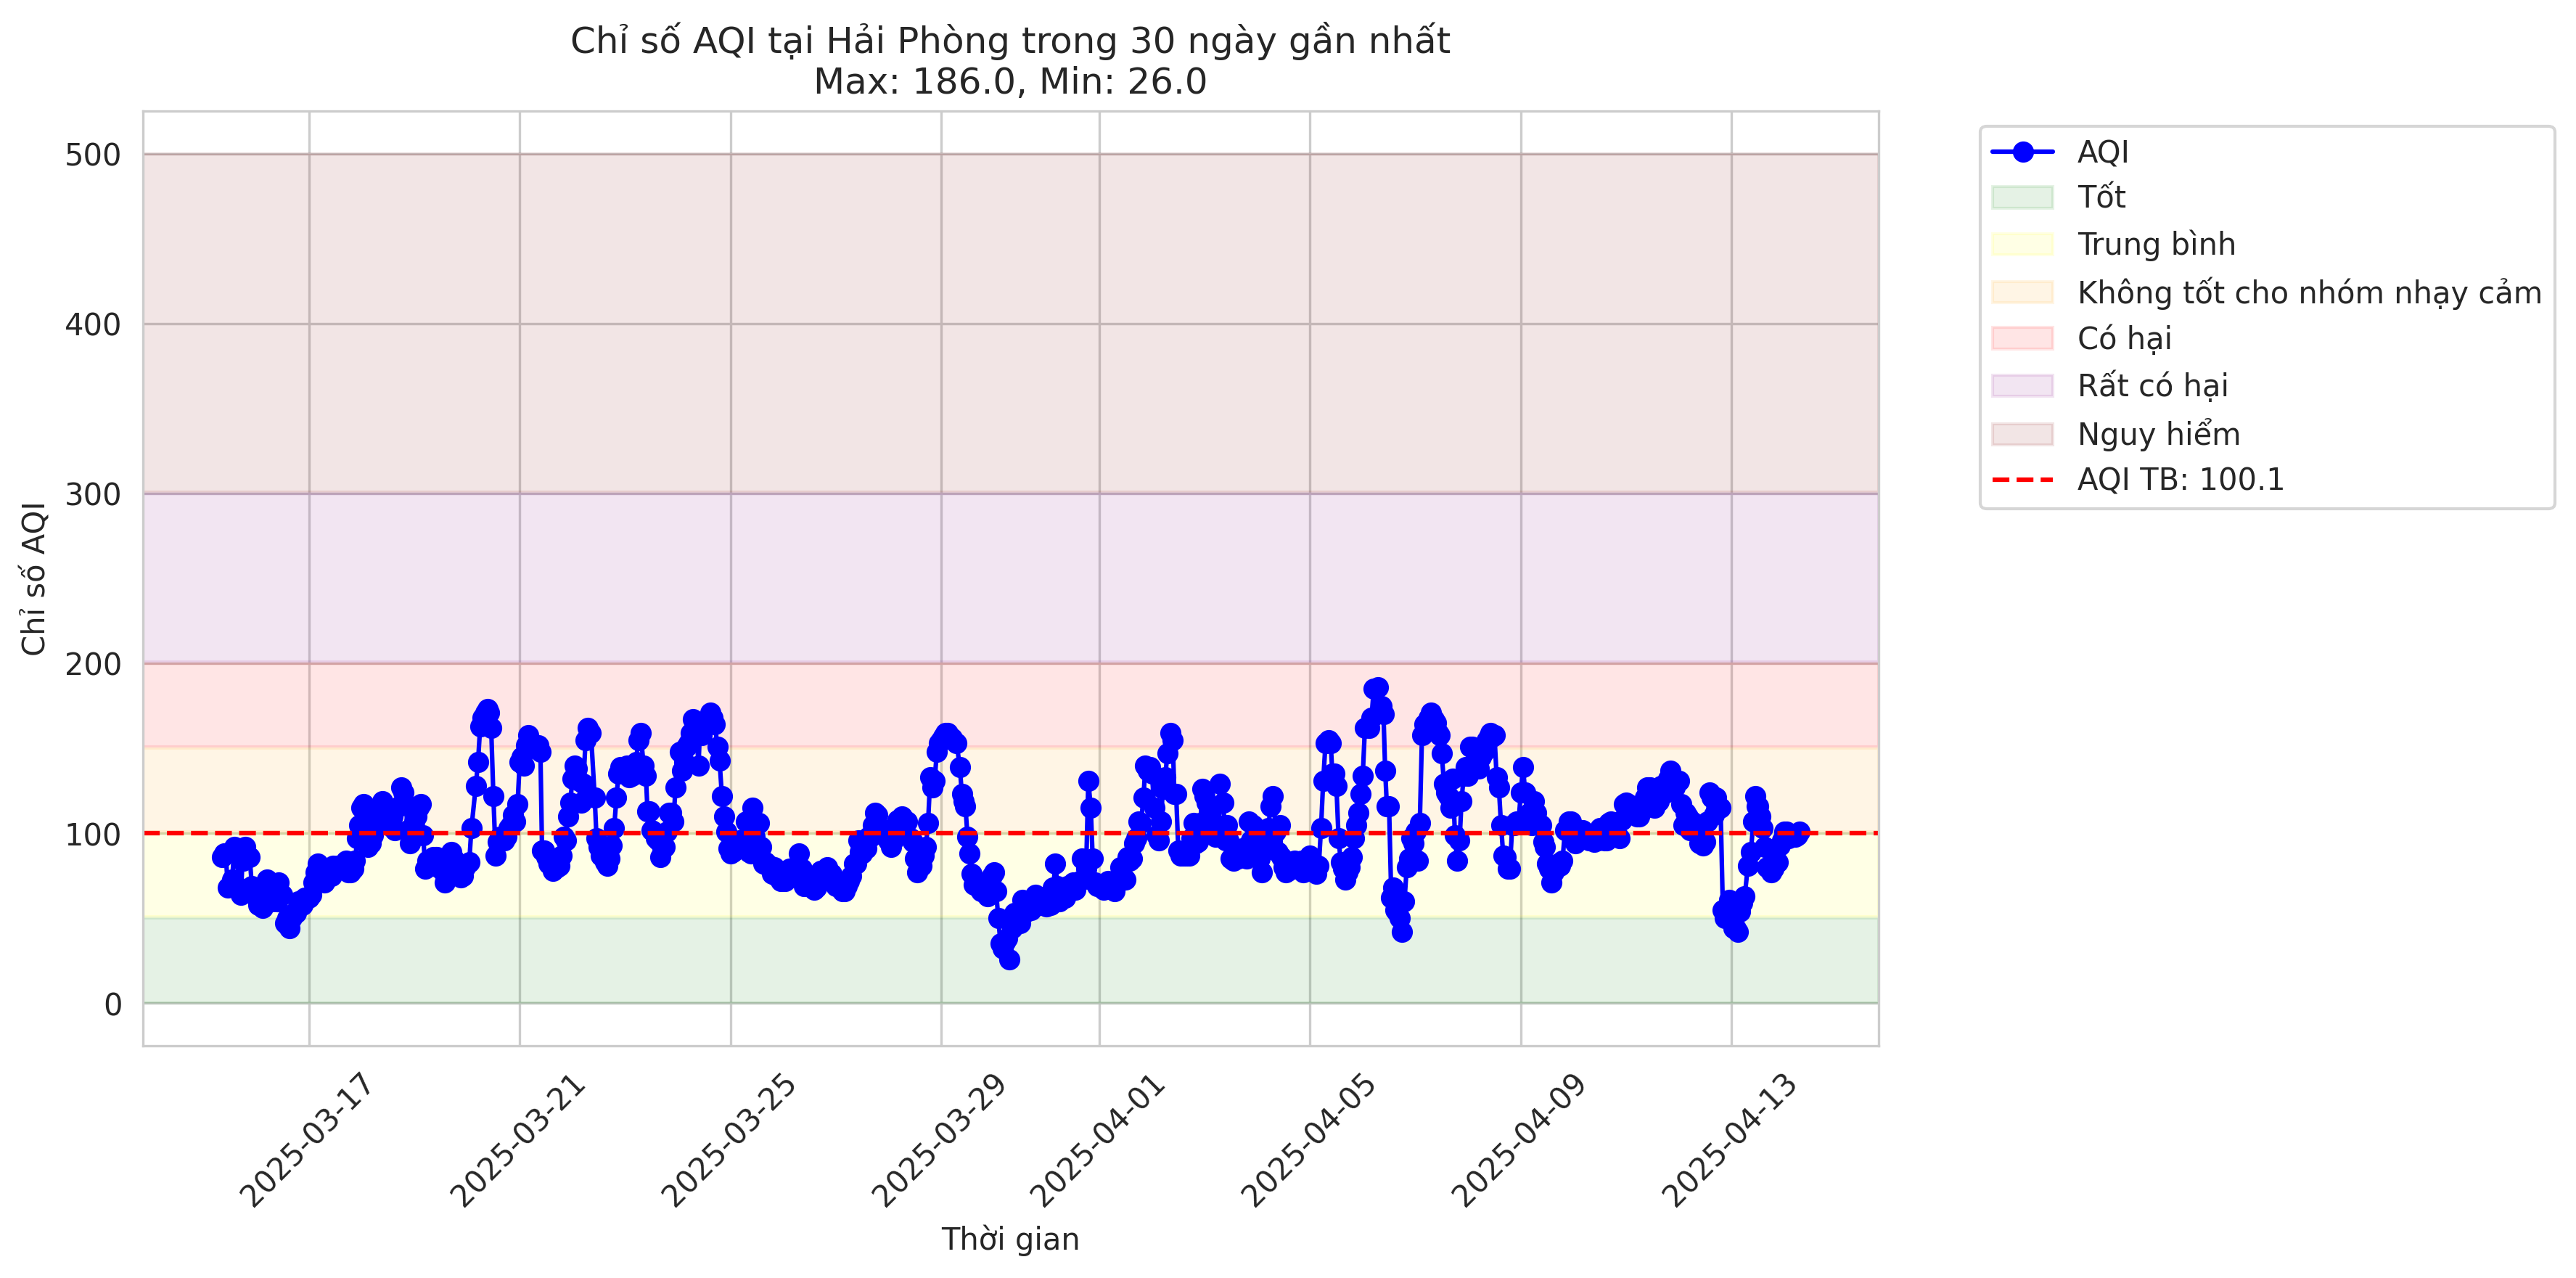 Chỉ số AQI tại Hải Phòng trong 30 ngày gần nhất
Max: 186.0, Min: 26.0
Chỉ số AQI
500
400
300
200
100
0
2025-03-17
2025-03-21
2025-03-25
2025-03-29
2025-04-01
2025-04-05
2025-04-09
2025-04-13
Thời gian
AQI
Tốt
Trung bình
Không tốt cho nhóm nhạy cảm
Có hại
Rất có hại
Nguy hiểm
AQI TB: 100.1